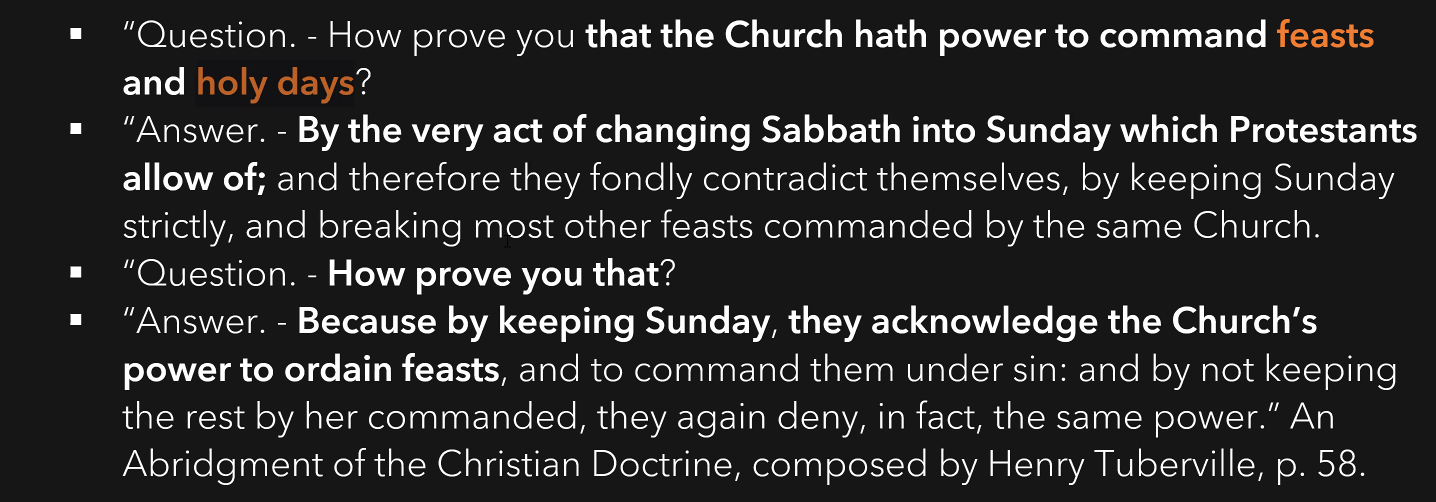 ▪ “Question. - How prove you that the Church hath power to command feasts
and holy days?
▪ “Answer. - By the very act of changing Sabbath into Sunday which Protestants
allow of; and therefore they fondly contradict themselves, by keeping Sunday
strictly, and breaking most other feasts commanded by the same Church.
▪ “Question. - How prove you that?
▪ “Answer. - Because by keeping Sunday, they acknowledge the Church’s
power to ordain feasts, and to command them under sin: and by not keeping
the rest by her commanded, they again deny, in fact, the same power.” An
Abridgment of the Christian Doctrine, composed by Henry Tuberville, p. 58.